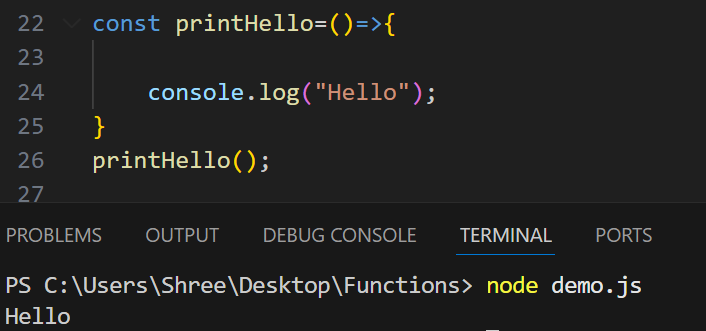 22 const printHello=()=>{
23
24     console.log("Hello");
25 }
26 printHello();
27
PROBLEMS OUTPUT DEBUG CONSOLE TERMINAL PORTS
PS C:\Users\Shree\Desktop\Functions> node demo.js
Hello